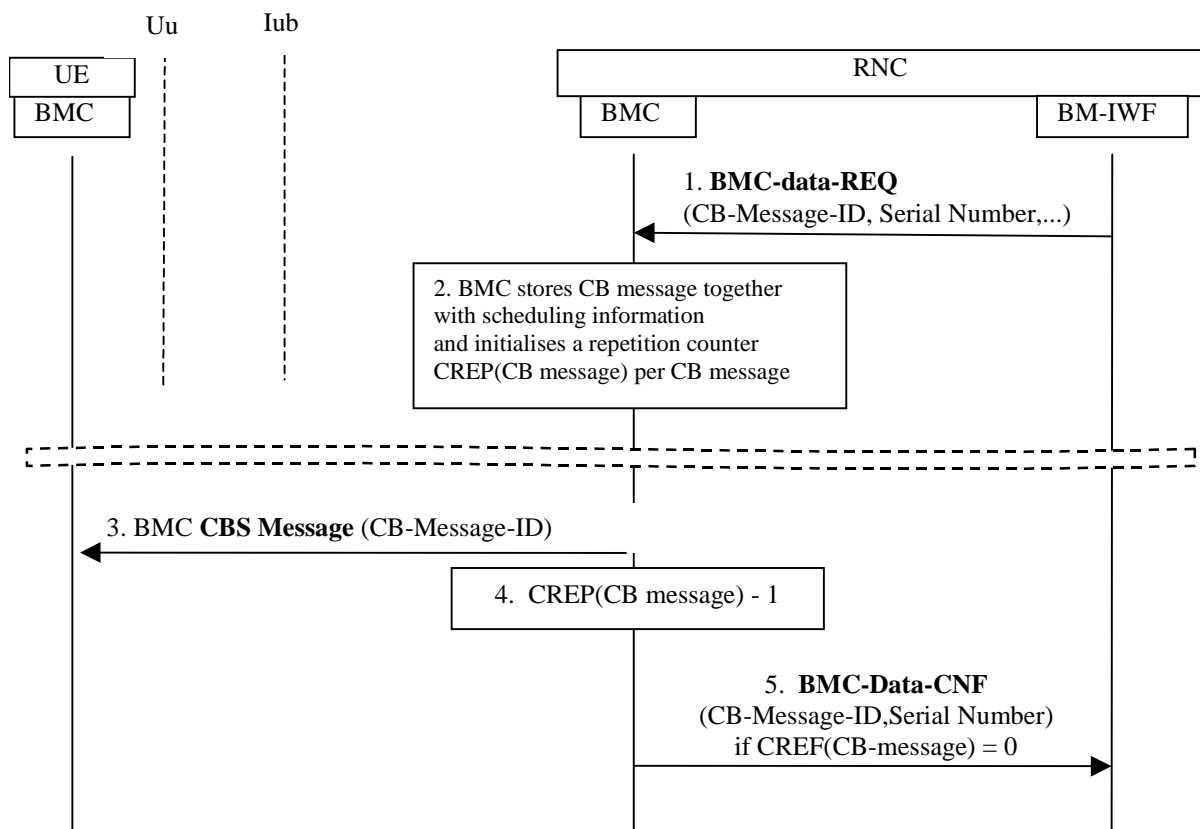 Uu
Iub
UE
RNC
BMC
BMC
BM-IWF
1. BMC-data-REQ
(CB-Message-ID, Serial Number,...)
2. BMC stores CB message together
with scheduling information
and initialises a repetition counter
CREP(CB message) per CB message
3. BMC CBS Message (CB-Message-ID)
4. CREP(CB message) - 1
5. BMC-Data-CNF
(CB-Message-ID,Serial Number)
if CREF(CB-message) = 0